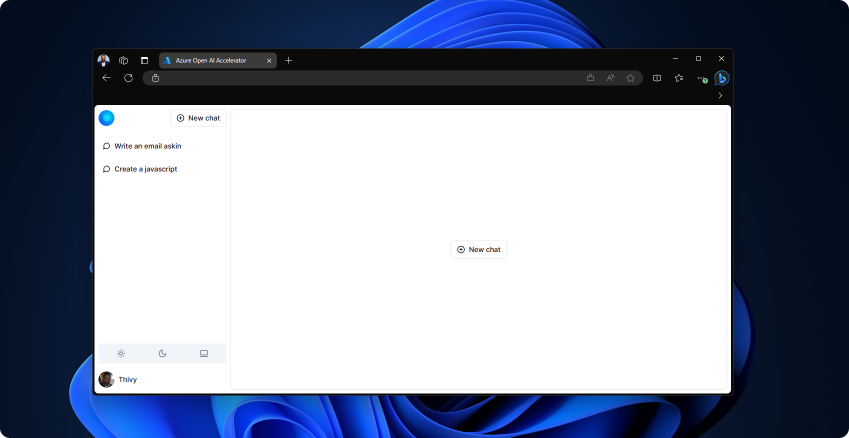 Azure Open AI Accelerator
New chat
Write an email askin
Create a javascript
New chat
Thivy